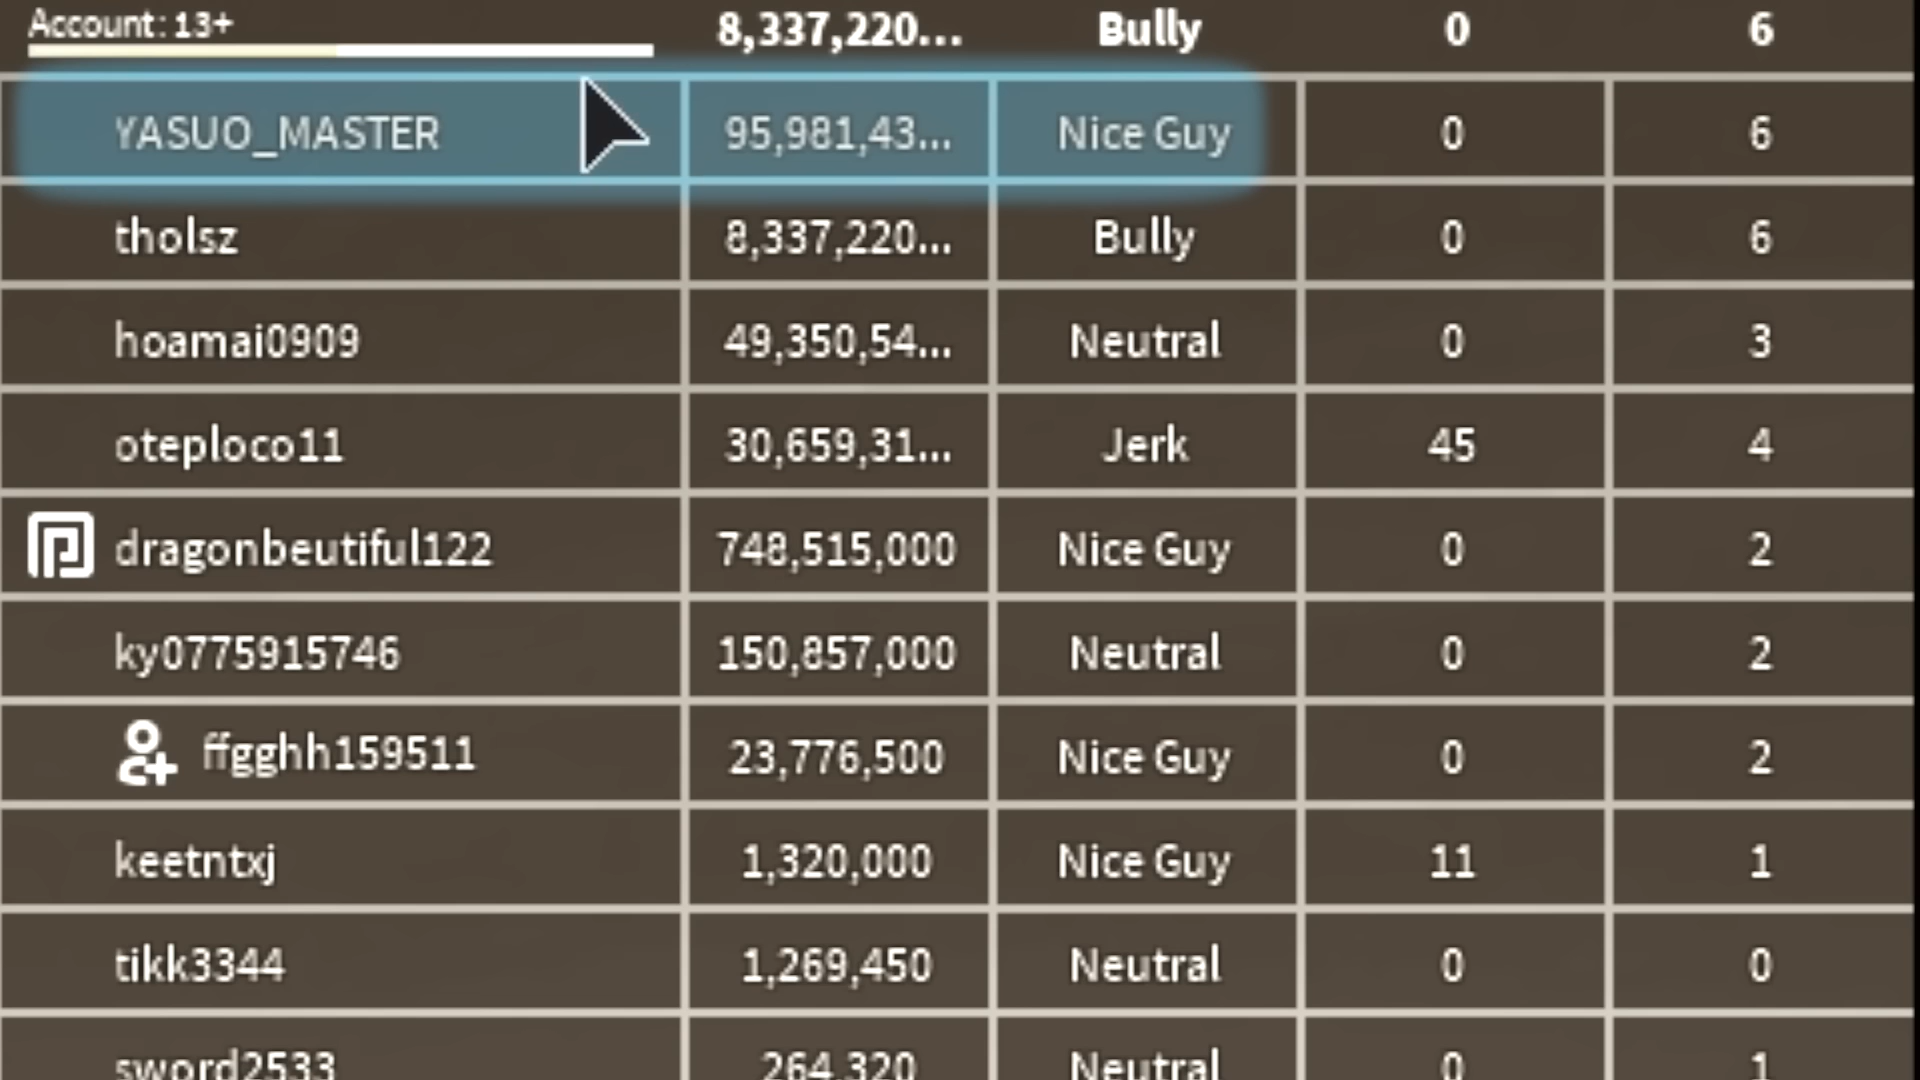 Account: 13+ 8,337,220... Bully 0 6
YASUO_MASTER 95,981,43... Nice Guy 0 6
tholsz 8,337,220... Bully 0 6
hoamai0909 49,350,54... Neutral 0 3
oteploco11 30,659,31... Jerk 45 4
dragonbeutiful122 748,515,000 Nice Guy 0 2
ky0775915746 150,857,000 Neutral 0 2
ffgghh159511 23,776,500 Nice Guy 0 2
keetntxj 1,320,000 Nice Guy 11 1
tikk3344 1,269,450 Neutral 0 0
sword2533 264,320 Neutral 0 1